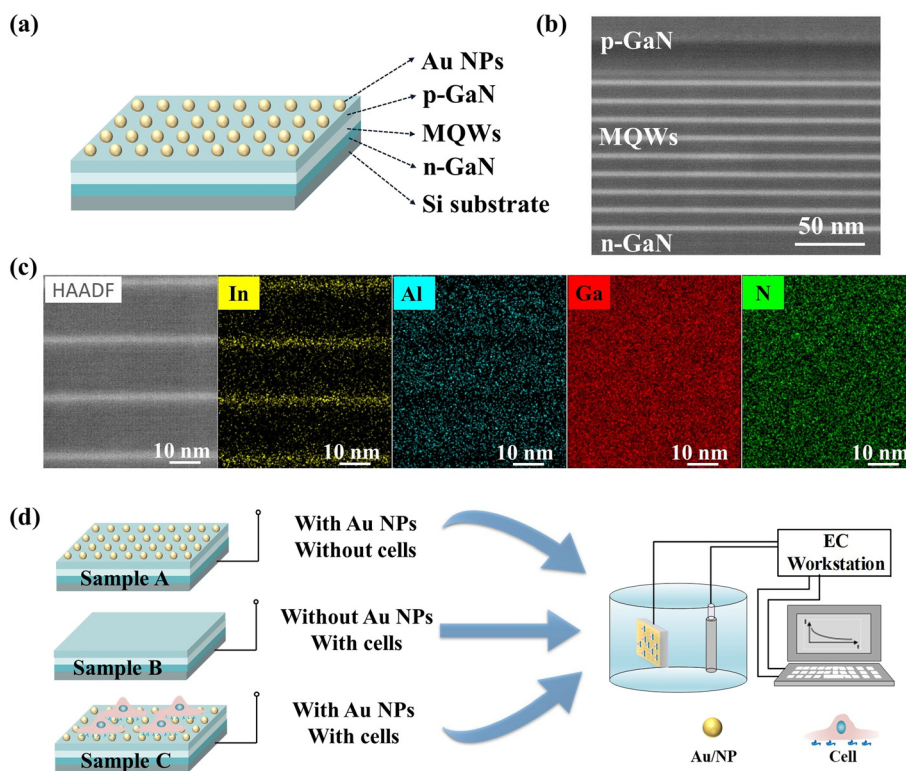 (a)
Au NPs
p-GaN
MQWs
n-GaN
Si substrate
(b)
p-GaN
MQWs
n-GaN
50 nm
(c)
HAADF
In
Al
Ga
N
10 nm
10 nm
10 nm
10 nm
10 nm
(d)
Sample A
With Au NPs
Without cells
Sample B
Without Au NPs
With cells
Sample C
With Au NPs
With cells
EC
Workstation
Au/NP
Cell